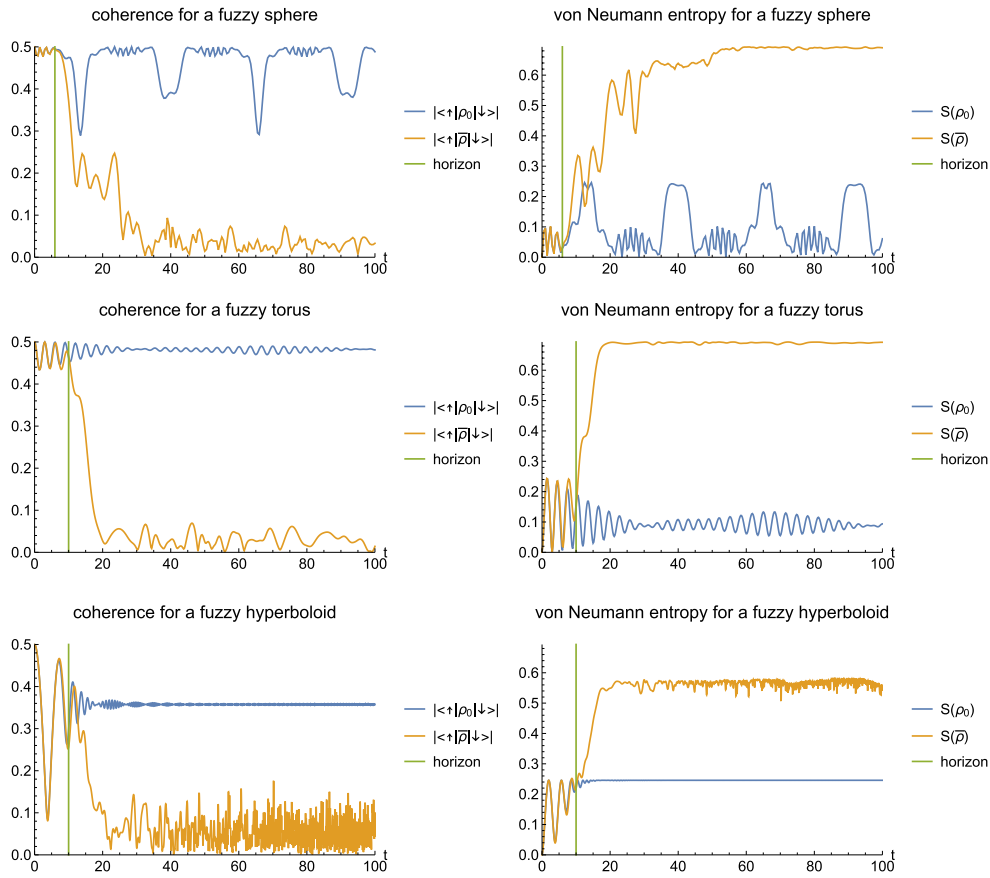 coherence for a fuzzy sphere
0.5
0.4
0.3
0.2
0.1
0.0
0 20 40 60 80 100 t
|<↑|ρ₀|↓>|
|<↑|ρ̅|↓>|
horizon
von Neumann entropy for a fuzzy sphere
0.6
0.5
0.4
0.3
0.2
0.1
0.0
0 20 40 60 80 100 t
S(ρ₀)
S(ρ̅)
horizon
coherence for a fuzzy torus
0.5
0.4
0.3
0.2
0.1
0.0
0 20 40 60 80 100 t
|<↑|ρ₀|↓>|
|<↑|ρ̅|↓>|
horizon
von Neumann entropy for a fuzzy torus
0.6
0.5
0.4
0.3
0.2
0.1
0.0
0 20 40 60 80 100 t
S(ρ₀)
S(ρ̅)
horizon
coherence for a fuzzy hyperboloid
0.5
0.4
0.3
0.2
0.1
0.0
0 20 40 60 80 100 t
|<↑|ρ₀|↓>|
|<↑|ρ̅|↓>|
horizon
von Neumann entropy for a fuzzy hyperboloid
0.6
0.5
0.4
0.3
0.2
0.1
0.0
0 20 40 60 80 100 t
S(ρ₀)
S(ρ̅)
horizon